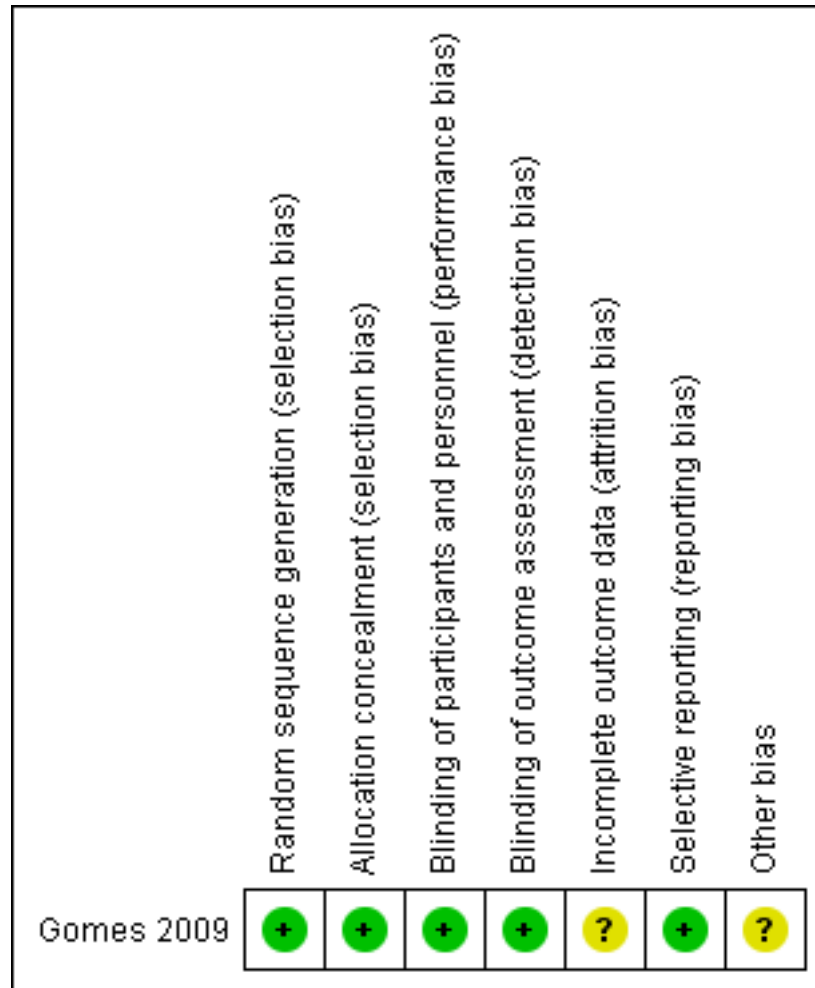 Random sequence generation (selection bias)
Allocation concealment (selection bias)
Blinding of participants and personnel (performance bias)
Blinding of outcome assessment (detection bias)
Incomplete outcome data (attrition bias)
Selective reporting (reporting bias)
Other bias
Gomes 2009 + + + + ? + ?